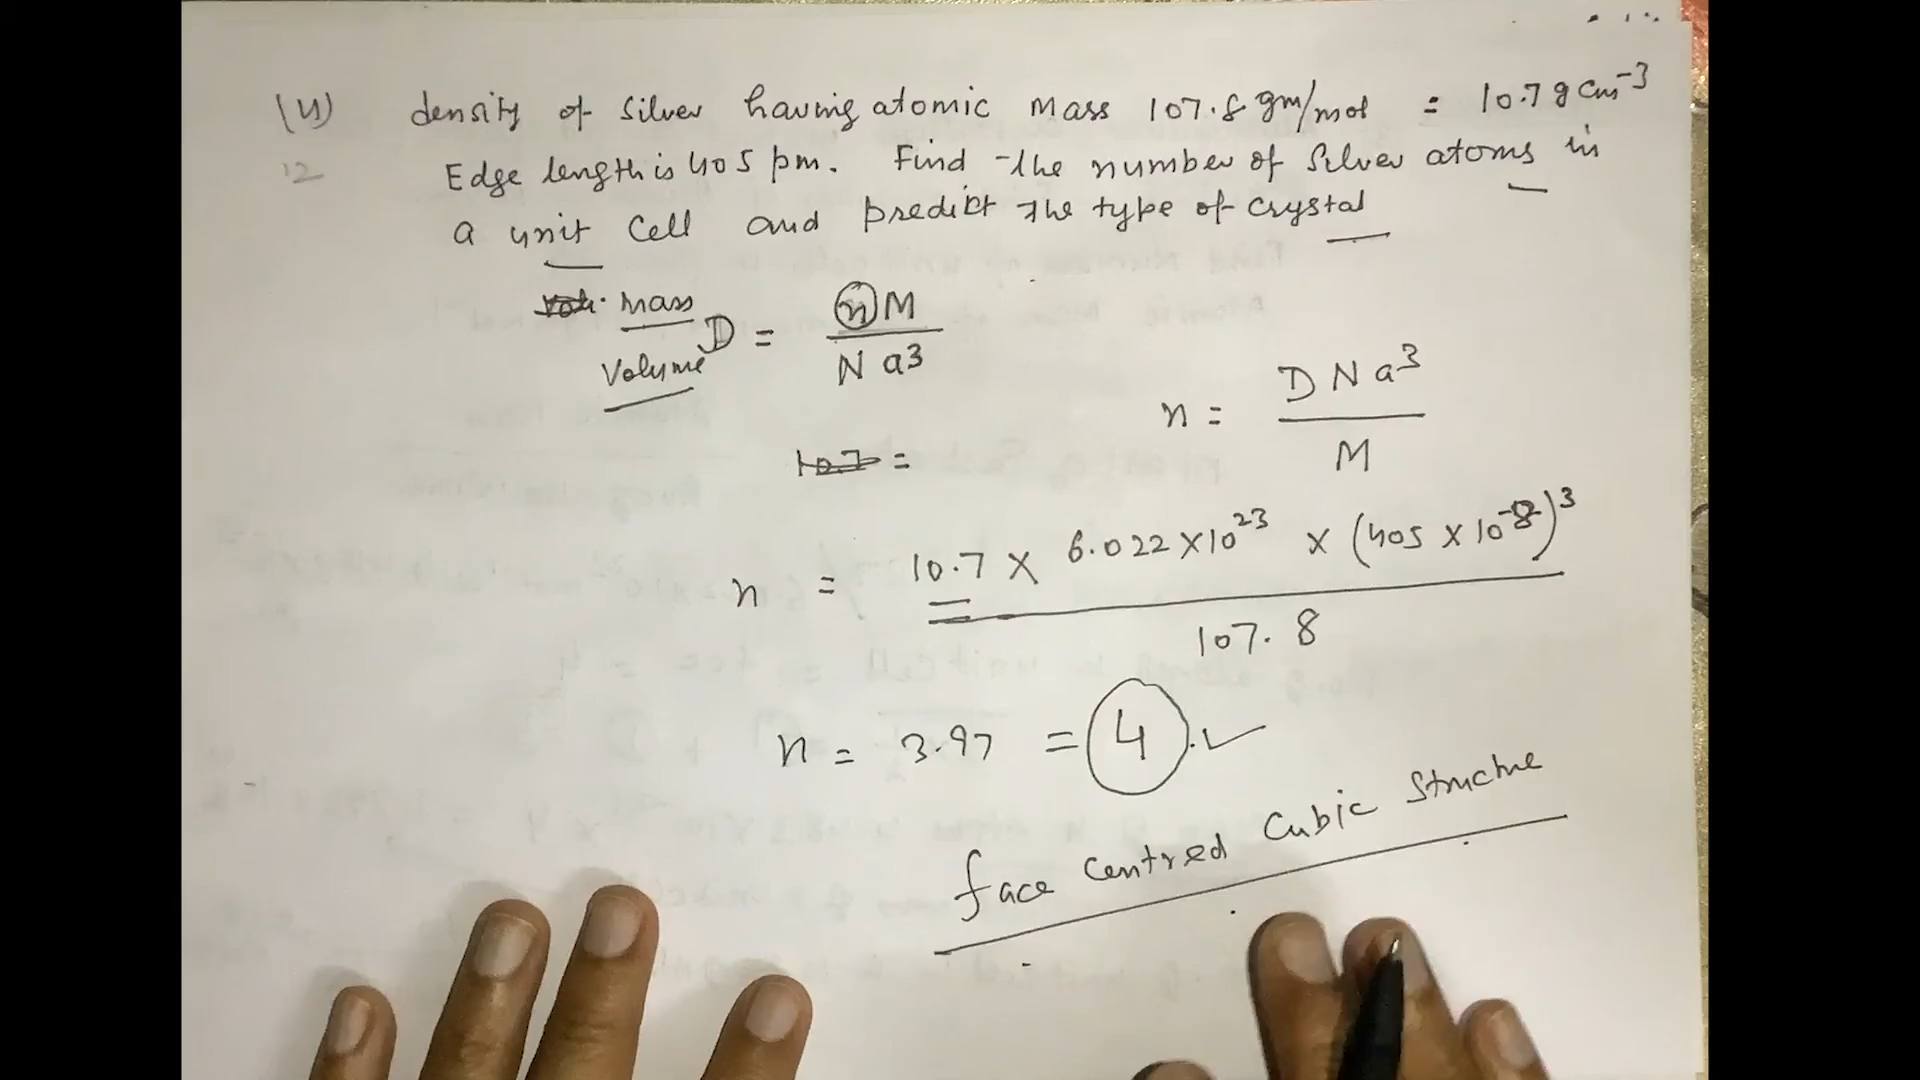 (4) density of silver having atomic mass 107.8 gm/mol = 10.7 g cm⁻³
12 Edge length is 405 pm. Find the number of silver atoms in
a unit cell and predict the type of crystal
mass
Volume
D = nM / Na³
n = DNa³ / M
10.7 =
n = 10.7 × 6.022 × 10²³ × (405 × 10⁻⁸)³ / 107.8
n = 3.97 = 4.✓
face centred Cubic Structure